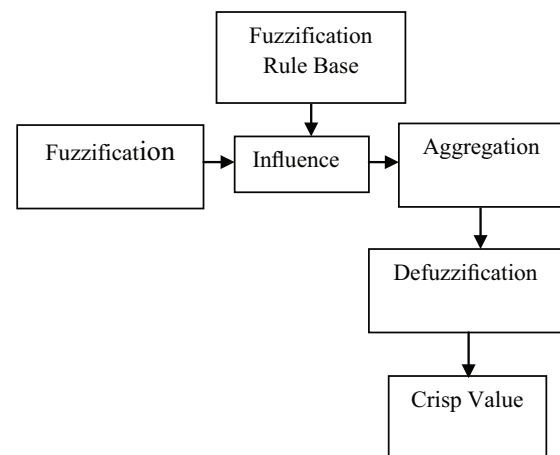 Fuzzification
Rule Base
Fuzzification
Influence
Aggregation
Defuzzification
Crisp Value